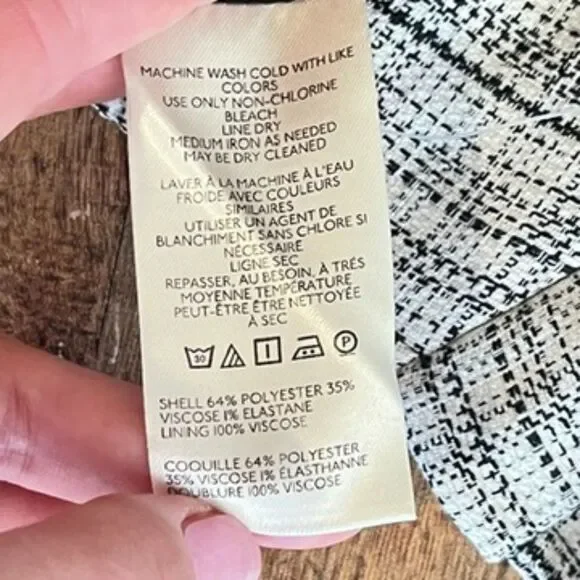 MACHINE WASH COLD WITH LIKE
COLORS
USE ONLY NON-CHLORINE
BLEACH
LINE DRY
MEDIUM IRON AS NEEDED
MAY BE DRY CLEANED
LAVER À LA MACHINE À L'EAU
FROIDE AVEC COULEURS
SIMILAIRES
UTILISER UN AGENT DE
BLANCHIMENT SANS CHLORE SI
NÉCESSAIRE
LIGNE SEC
REPASSER, AU BESOIN, À TRÉS
MOYENNE TEMPÉRATURE
PEUT-ÊTRE ÊTRE NETTOYÉE
À SEC
30 P
SHELL 64% POLYESTER 35%
VISCOSE 1% ELASTANE
LINING 100% VISCOSE
COQUILLE 64% POLYESTER
35% VISCOSE 1% ELASTHANNE
DOUBLURE 100% VISCOSE